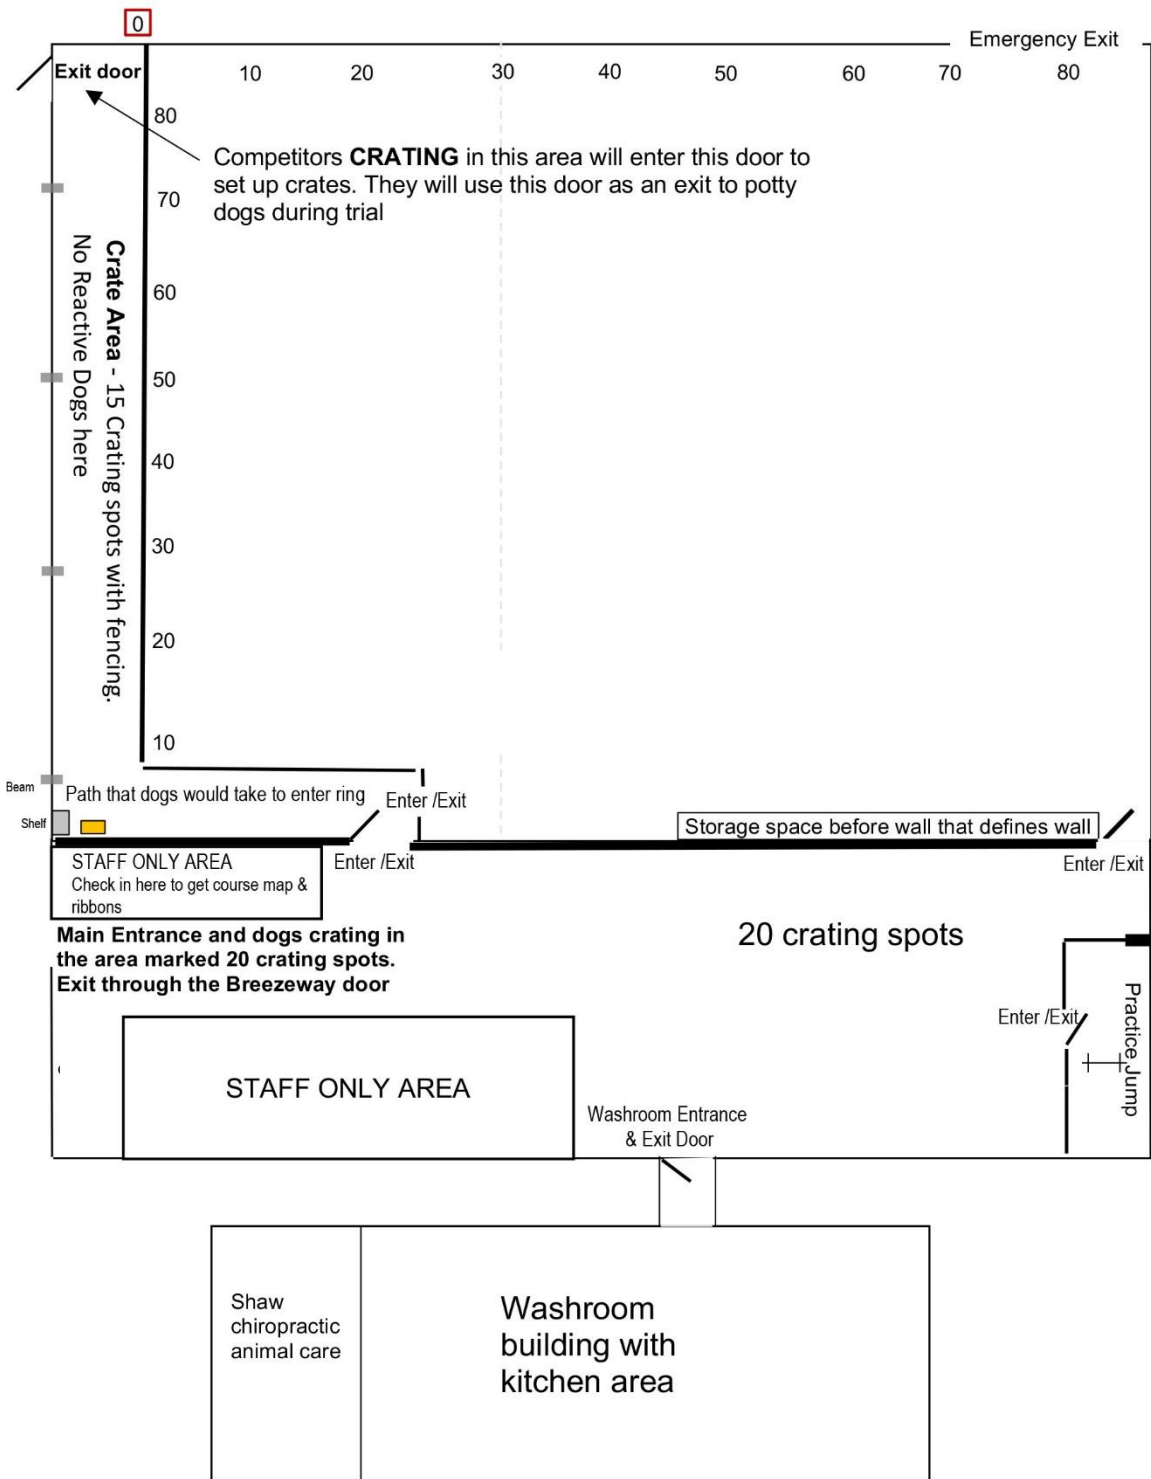 0
Emergency Exit
Exit door
10 20 30 40 50 60 70 80
80
Competitors CRATING in this area will enter this door to
set up crates. They will use this door as an exit to potty
dogs during trial
70
60
50
40
30
20
10
Crate Area - 15 Crating spots with fencing.
No Reactive Dogs here
Beam
Path that dogs would take to enter ring
Enter /Exit
Shelf
Storage space before wall that defines wall
STAFF ONLY AREA
Check in here to get course map &
ribbons
Enter /Exit
Enter /Exit
Main Entrance and dogs crating in
the area marked 20 crating spots.
Exit through the Breezeway door
20 crating spots
Enter /Exit
Practice Jump
STAFF ONLY AREA
Washroom Entrance
& Exit Door
Shaw
chiropractic
animal care
Washroom
building with
kitchen area